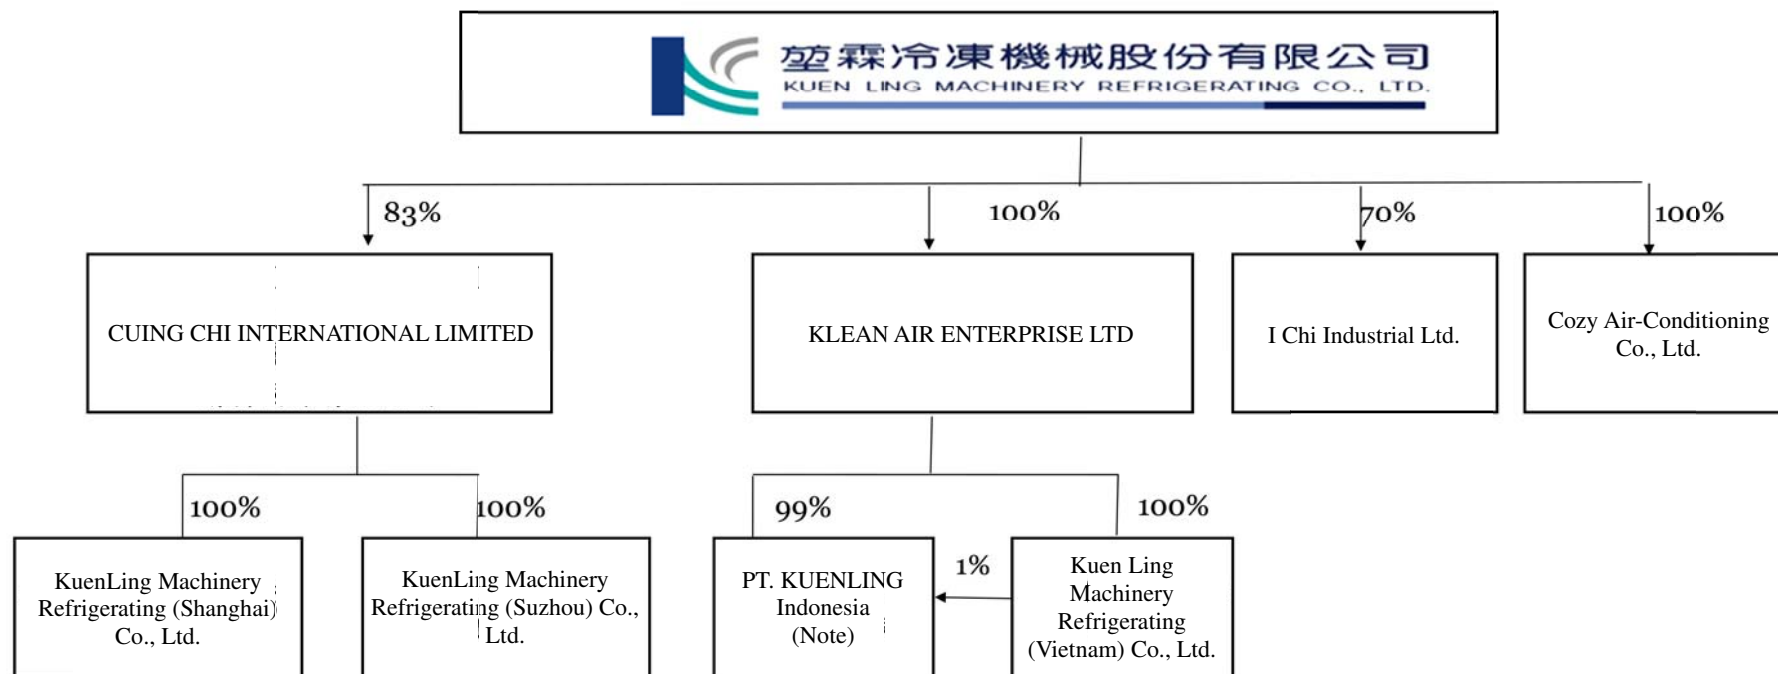 堃霖冷凍機械股份有限公司
KUEN LING MACHINERY REFRIGERATING CO., LTD.
83%
100%
70%
100%
CUING CHI INTERNATIONAL LIMITED
KLEAN AIR ENTERPRISE LTD
I Chi Industrial Ltd.
Cozy Air-Conditioning
Co., Ltd.
100%
100%
99%
100%
KuenLing Machinery
Refrigerating (Shanghai)
Co., Ltd.
KuenLing Machinery
Refrigerating (Suzhou) Co.,
Ltd.
PT. KUENLING
Indonesia
(Note)
1%
Kuen Ling
Machinery
Refrigerating
(Vietnam) Co., Ltd.